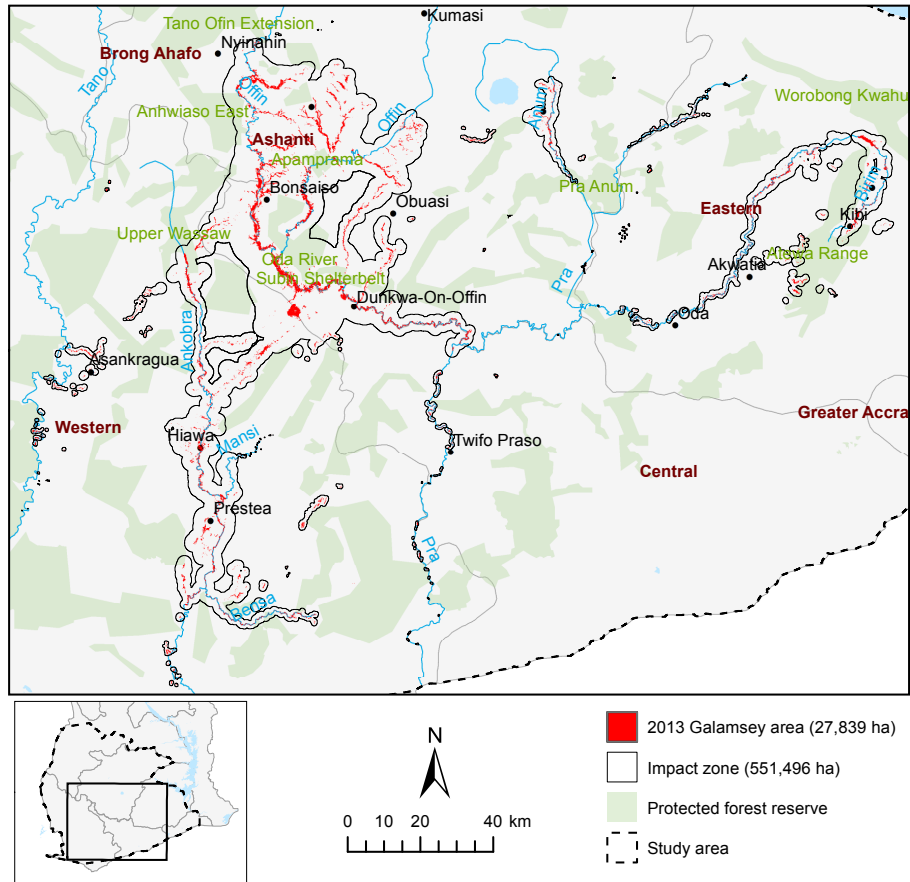 Tano Ofin Extension
Kumasi
Nyinahin
Brong Ahafo
Tano
Offin
Worobong Kwahu
Annwiaso East
Offin
Anum
Ashanti
Apamprama
Pra Anum
Birim
Bonsaiso
Obuasi
Eastern
Kibi
Upper Wassaw
Oda River
Atewa Range
Subin Shelterbelt
Akwatia
Pra
Dunkwa-On-Offin
Oda
Ankobra
Asankragua
Greater Accra
Western
Hiawa
Mansi
Twifo Praso
Central
Prestea
Pra
Bensa
2013 Galamsey area (27,839 ha)
N
Impact zone (551,496 ha)
Protected forest reserve
0 10 20 40 km
Study area